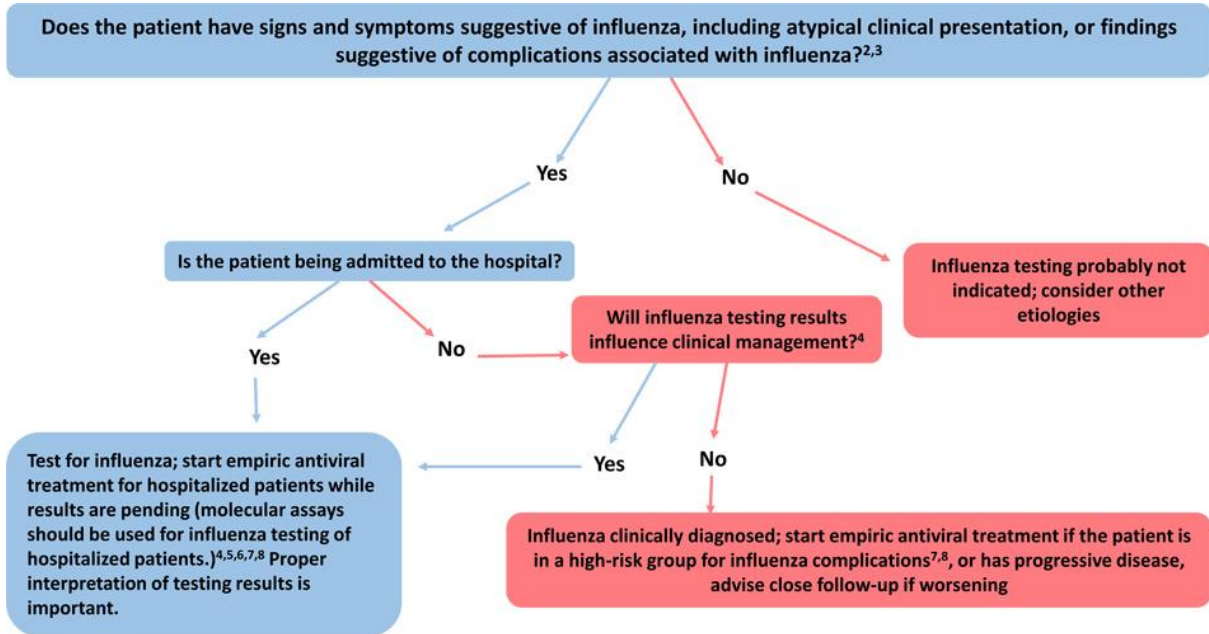 Does the patient have signs and symptoms suggestive of influenza, including atypical clinical presentation, or findings
suggestive of complications associated with influenza?2,3
Yes
No
Is the patient being admitted to the hospital?
Influenza testing probably not
indicated; consider other
etiologies
Will influenza testing results
influence clinical management?4
Yes
No
Test for influenza; start empiric antiviral
treatment for hospitalized patients while
results are pending (molecular assays
should be used for influenza testing of
hospitalized patients.)4,5,6,7,8 Proper
interpretation of testing results is
important.
Yes
No
Influenza clinically diagnosed; start empiric antiviral treatment if the patient is
in a high-risk group for influenza complications7,8, or has progressive disease,
advise close follow-up if worsening